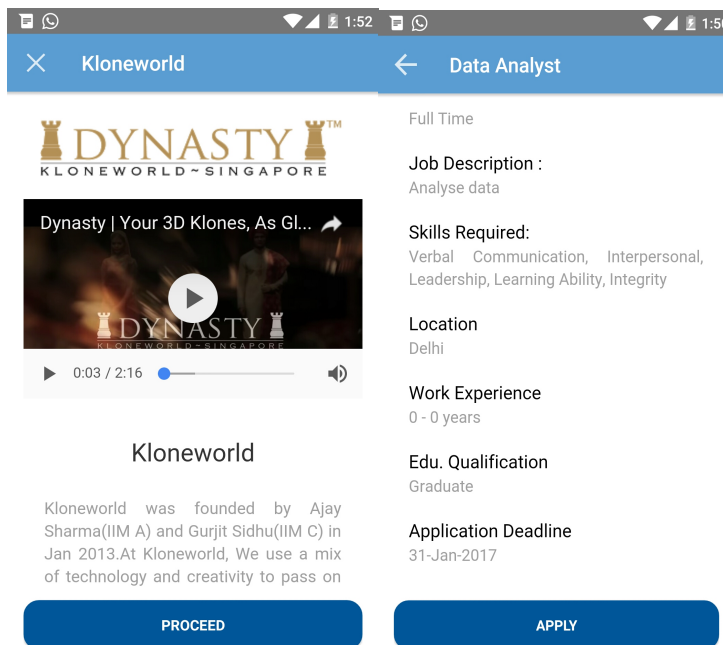 1:52
Kloneworld
DYNASTY™
KLONEWORLD~SINGAPORE
Dynasty | Your 3D Klones, As Gl...
DYNASTY
KLONEWORLD~SINGAPORE
0:03 / 2:16
Kloneworld
Kloneworld was founded by Ajay
Sharma(IIM A) and Gurjit Sidhu(IIM C) in
Jan 2013.At Kloneworld, We use a mix
of technology and creativity to pass on
PROCEED
Data Analyst
Full Time
Job Description :
Analyse data
Skills Required:
Verbal Communication, Interpersonal,
Leadership, Learning Ability, Integrity
Location
Delhi
Work Experience
0 - 0 years
Edu. Qualification
Graduate
Application Deadline
31-Jan-2017
APPLY